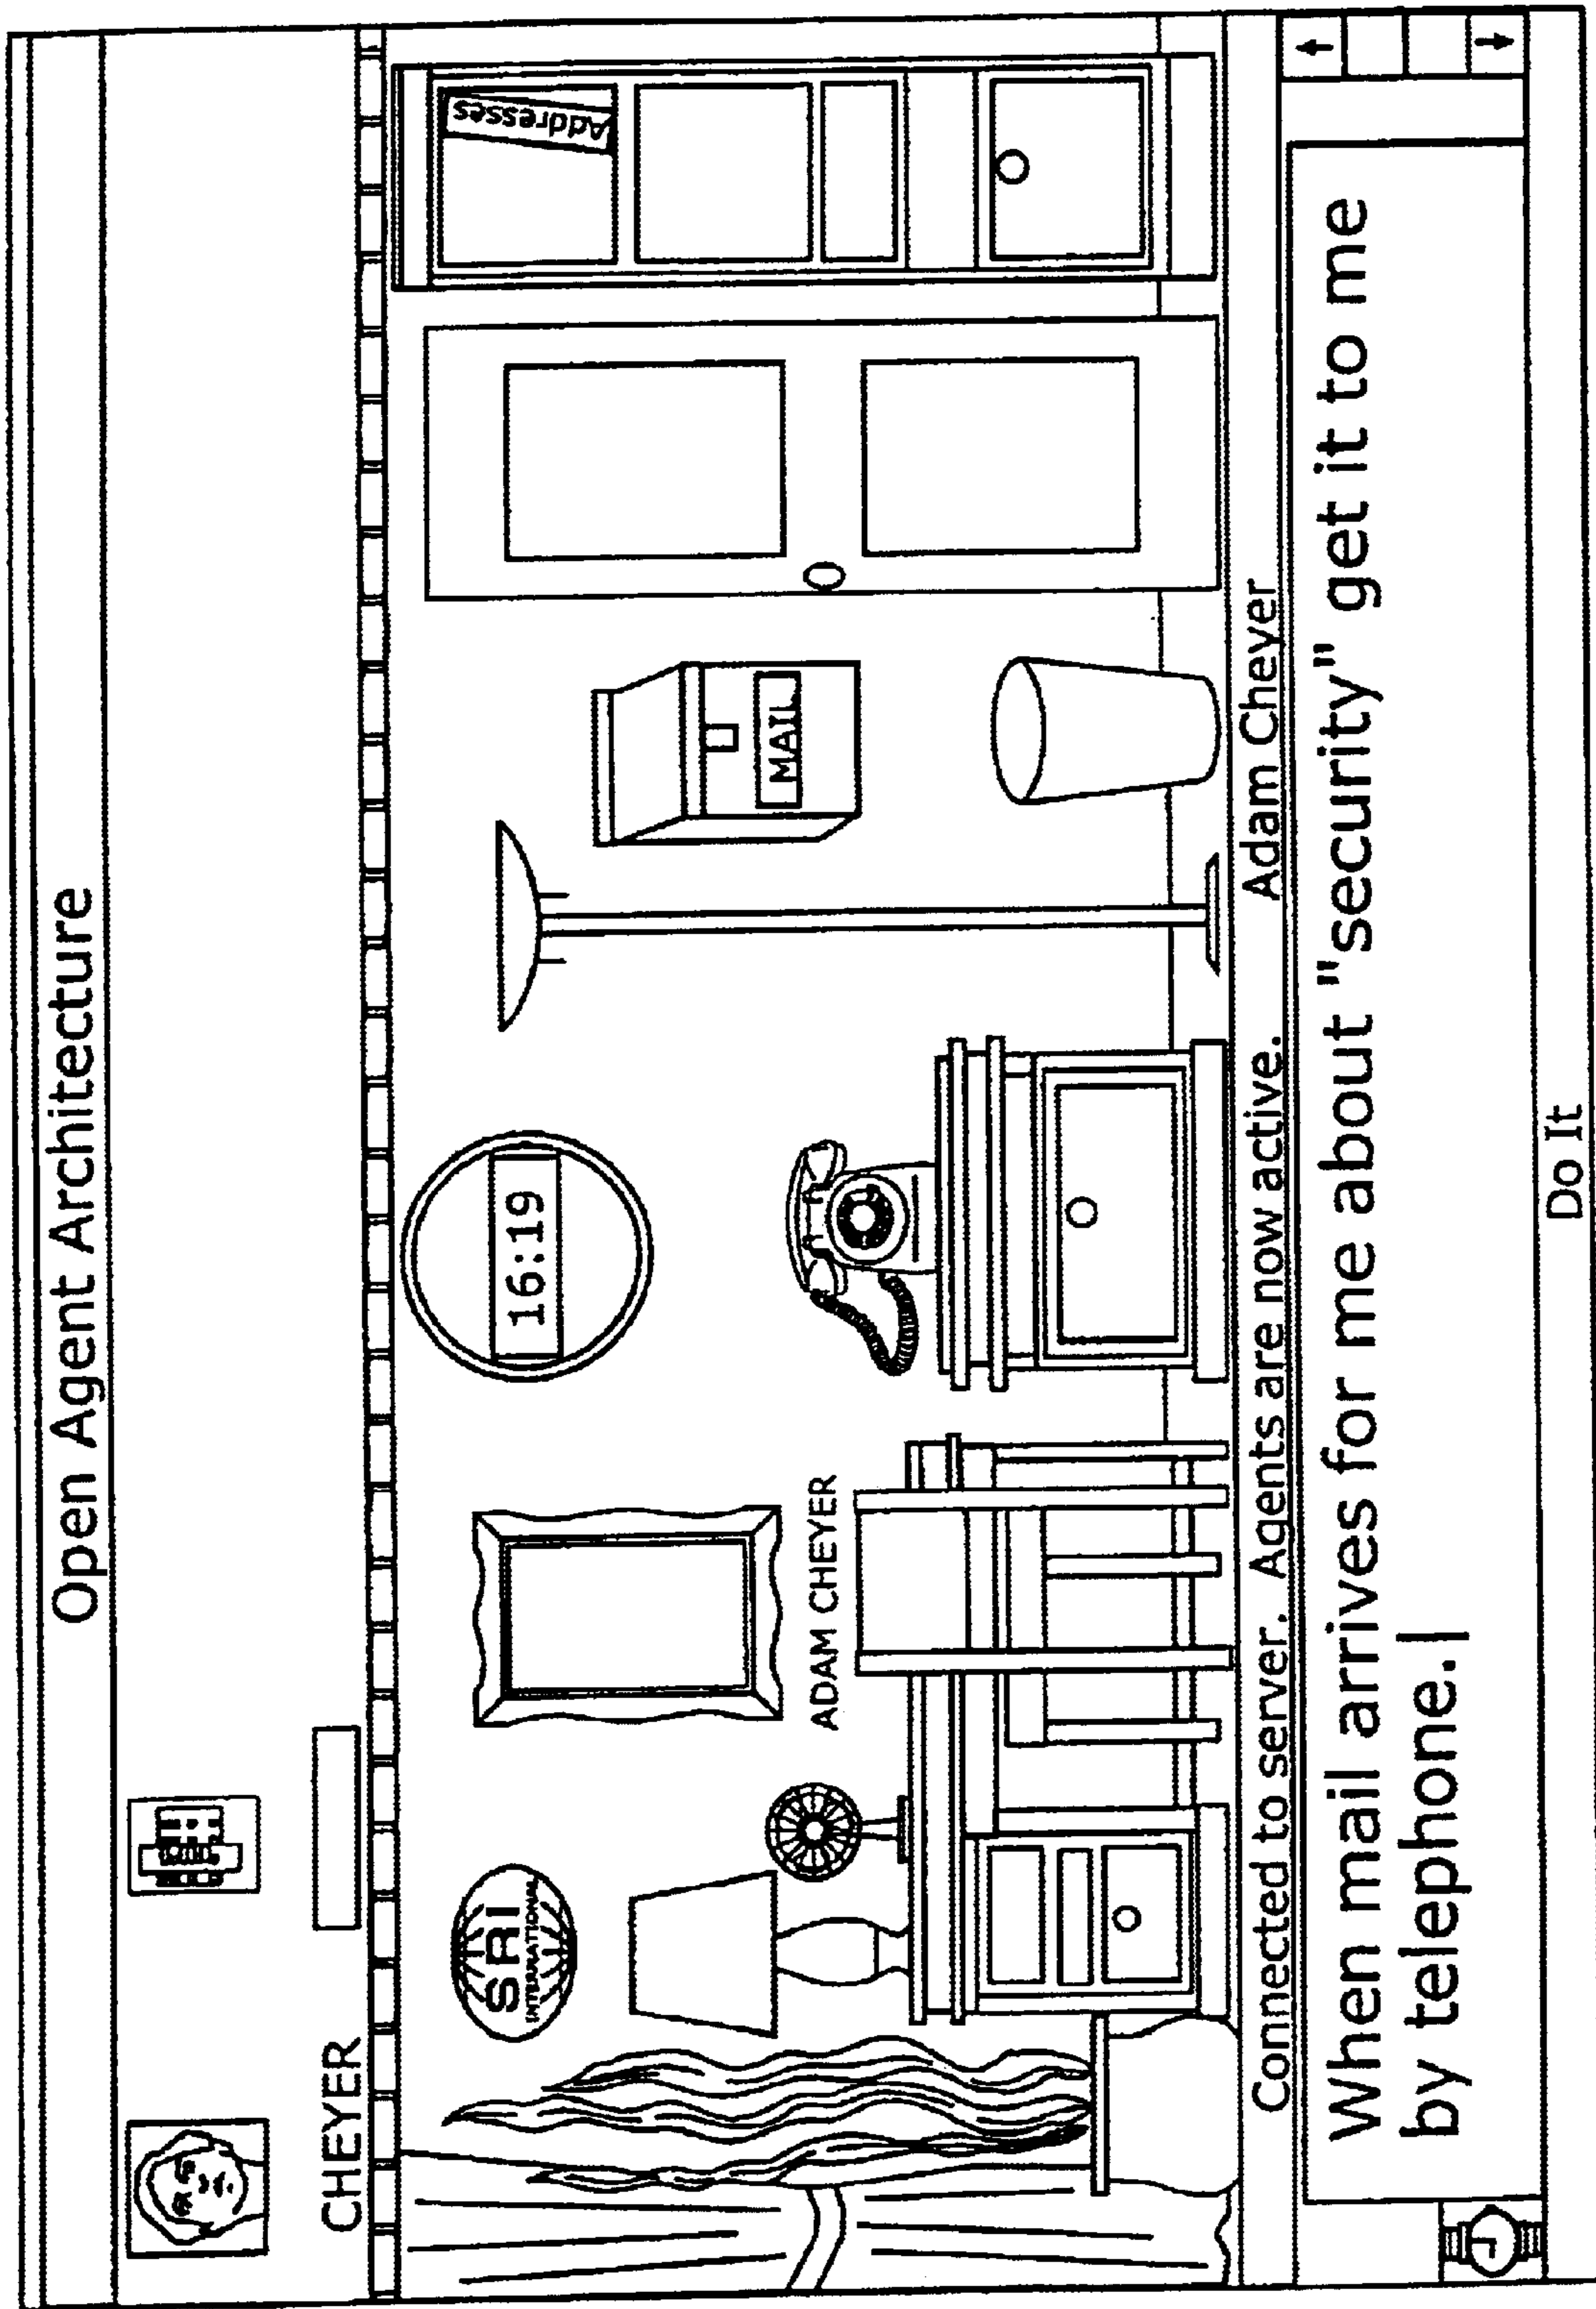 Open Agent Architecture
CHEYER
SRI
INTERNATIONAL
ADAM CHEYER
16:19
MAIL
Addresses
Connected to server. Agents are now active. Adam Cheyer
When mail arrives for me about "security" get it to me
by telephone.
Do It